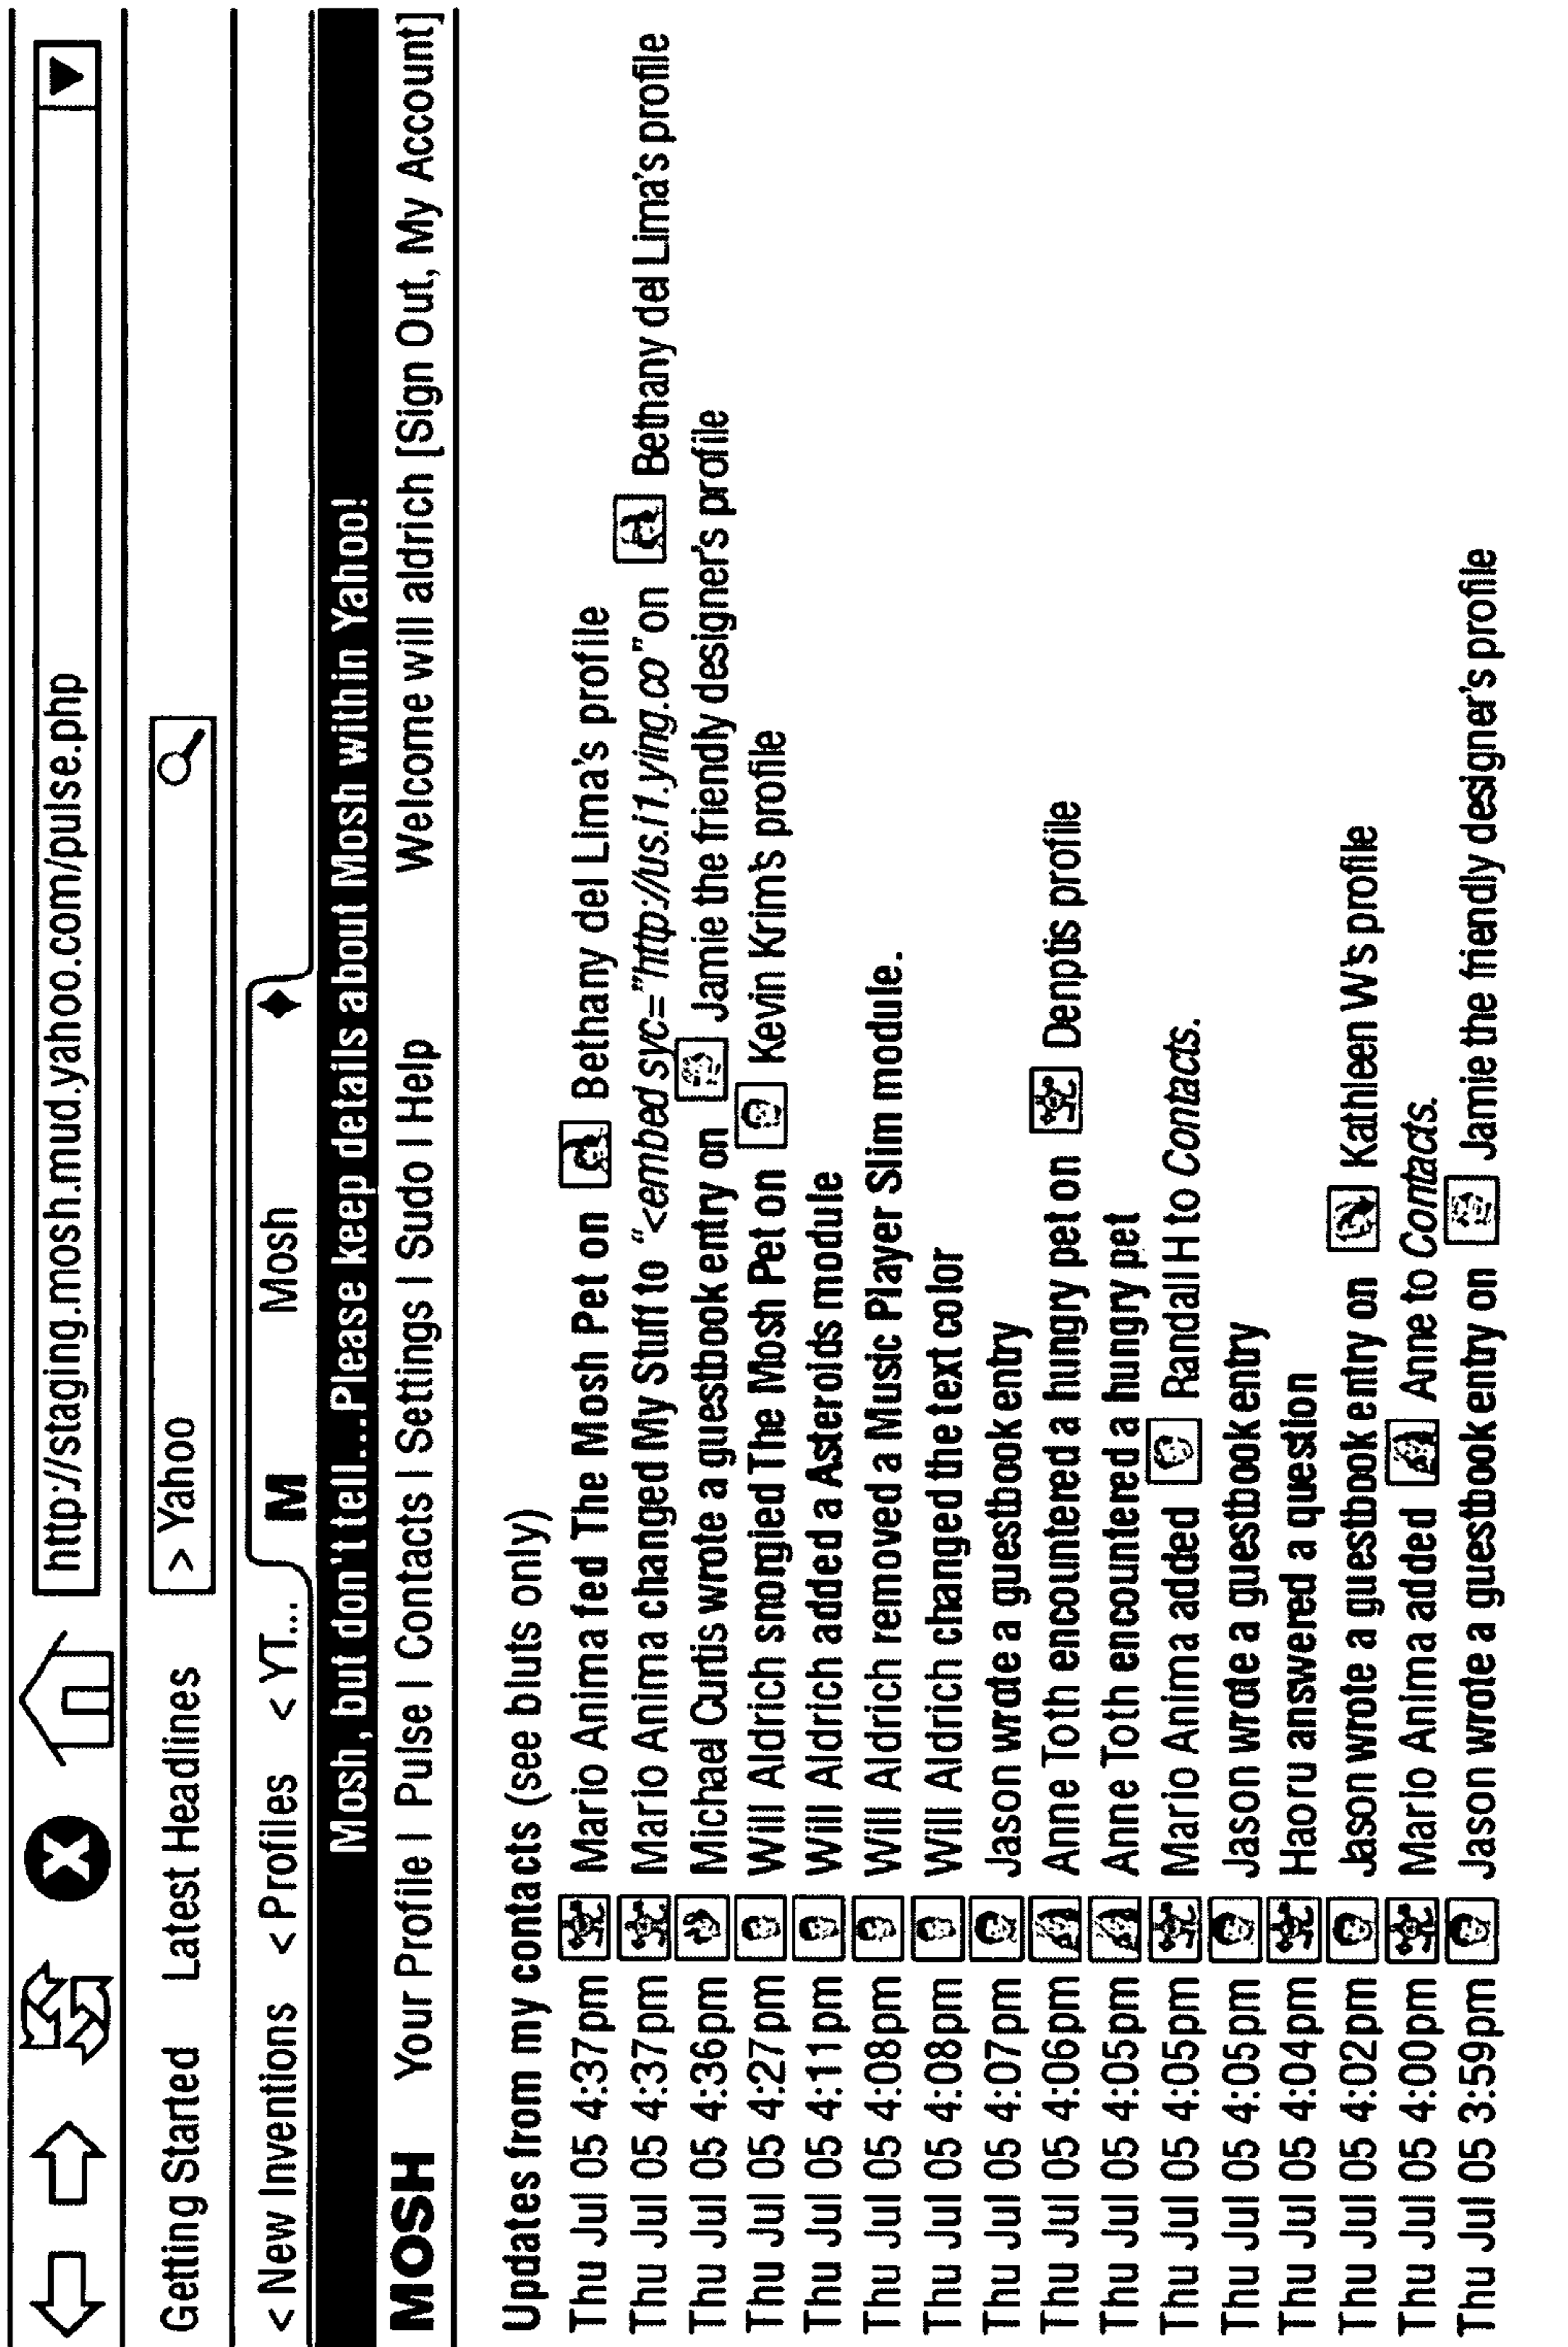 http://staging.mosh.mud.yahoo.com/pulse.php
Getting Started Latest Headlines > Yahoo
< New Inventions < Profiles < YT... M Mosh
Mosh, but don't tell...Please keep details about Mosh within Yahoo!
MOSH Your Profile | Pulse | Contacts | Settings | Sudo | Help Welcome will aldrich [Sign Out, My Account]
Updates from my contacts (see bluts only)
Thu Jul 05 4:37pm Mario Anima fed The Mosh Pet on Bethany del Lima's profile
Thu Jul 05 4:37pm Mario Anima changed My Stuff to "<embed syc="http://us.i1.ying.co" on Bethany del Lima's profile
Thu Jul 05 4:36pm Michael Curtis wrote a guestbook entry on Jamie the friendly designer's profile
Thu Jul 05 4:27pm Will Aldrich snorgied The Mosh Pet on Kevin Krim's profile
Thu Jul 05 4:11pm Will Aldrich added a Asteroids module
Thu Jul 05 4:08pm Will Aldrich removed a Music Player Slim module.
Thu Jul 05 4:08pm Will Aldrich changed the text color
Thu Jul 05 4:07pm Jason wrote a guestbook entry
Thu Jul 05 4:06pm Anne Toth encountered a hungry pet on Denptis profile
Thu Jul 05 4:05pm Anne Toth encountered a hungry pet
Thu Jul 05 4:05pm Mario Anima added Randall H to Contacts.
Thu Jul 05 4:05pm Jason wrote a guestbook entry
Thu Jul 05 4:04pm Haoru answered a question
Thu Jul 05 4:02pm Jason wrote a guestbook entry on Kathleen W's profile
Thu Jul 05 4:00pm Mario Anima added Anne to Contacts.
Thu Jul 05 3:59pm Jason wrote a guestbook entry on Jamie the friendly designer's profile